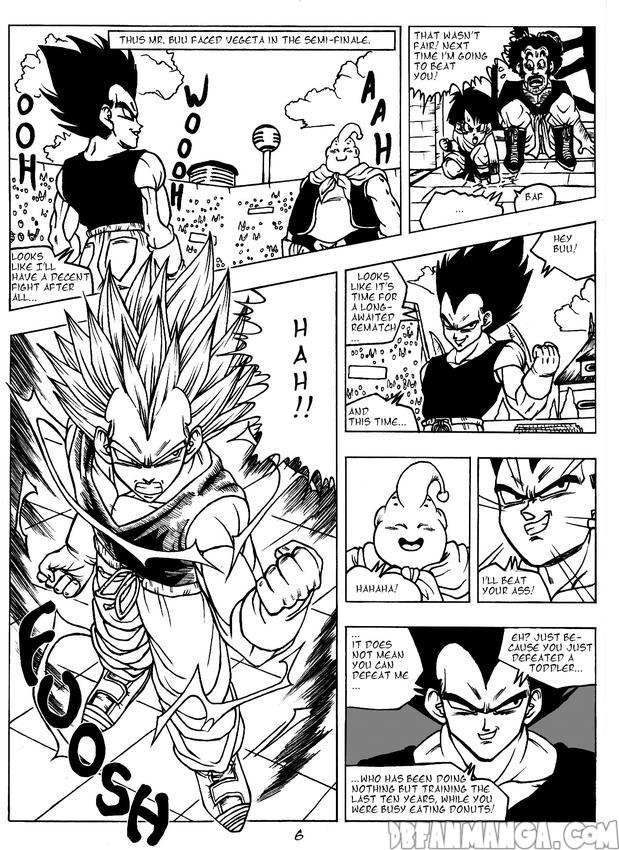 THUS MR. BUU FACED VEGETA IN THE SEMI-FINALE.
OOH
WOOOH
AAAH
LOOKS
LIKE I'LL
HAVE A DECENT
FIGHT AFTER
ALL...
THAT WASN'T
FAIR! NEXT
TIME I'M GOING
TO BEAT
YOU!
...
BAF
HEY
BUU!
LOOKS
LIKE IT'S
TIME FOR
A LONG-
AWAITED
REMATCH
...
AND
THIS TIME...
HAH!!
FOOOSH
HAHAHA!
I'LL BEAT
YOUR ASS!
EH? JUST BE-
CAUSE YOU JUST
DEFEATED A
TODDLER...
...
IT DOES
NOT MEAN
YOU CAN
DEFEAT ME
...
...WHO HAS BEEN DOING
NOTHING BUT TRAINING THE
LAST TEN YEARS, WHILE YOU
WERE BUSY EATING DONUTS!
6
DBFANMANGA.COM